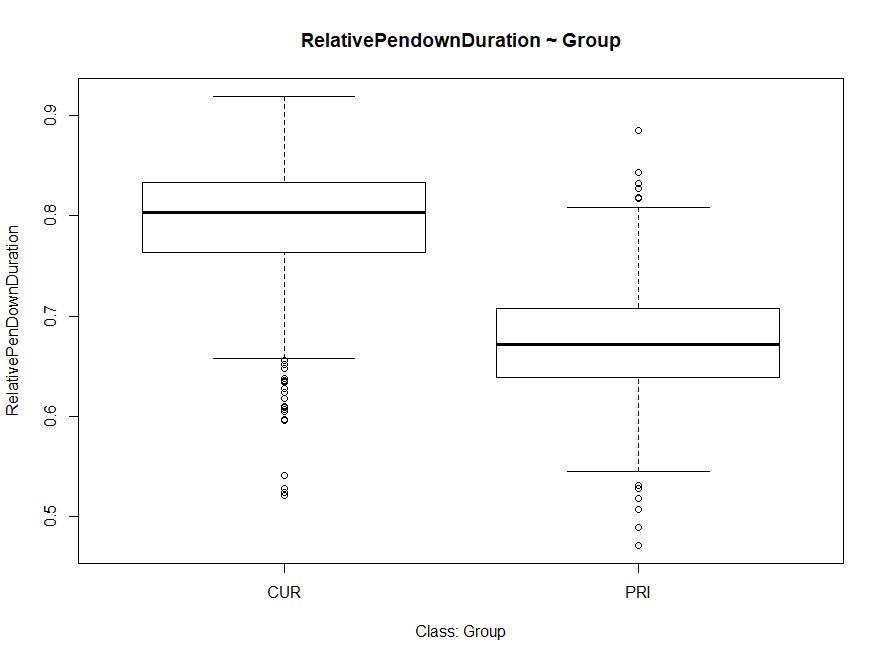 RelativePendownDuration ~ Group
RelativePenDownDuration
0.9
0.8
0.7
0.6
0.5
CUR
PRI
Class: Group